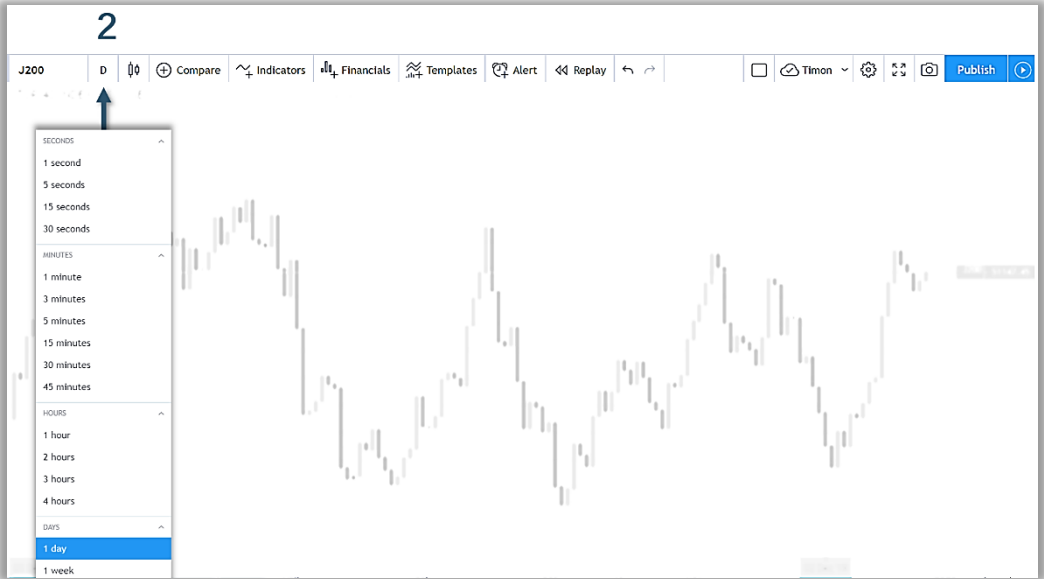 2
J200 D Compare Indicators Financials Templates Alert Replay Timon Publish
SECONDS
1 second
5 seconds
15 seconds
30 seconds
MINUTES
1 minute
3 minutes
5 minutes
15 minutes
30 minutes
45 minutes
HOURS
1 hour
2 hours
3 hours
4 hours
DAYS
1 day
1 week